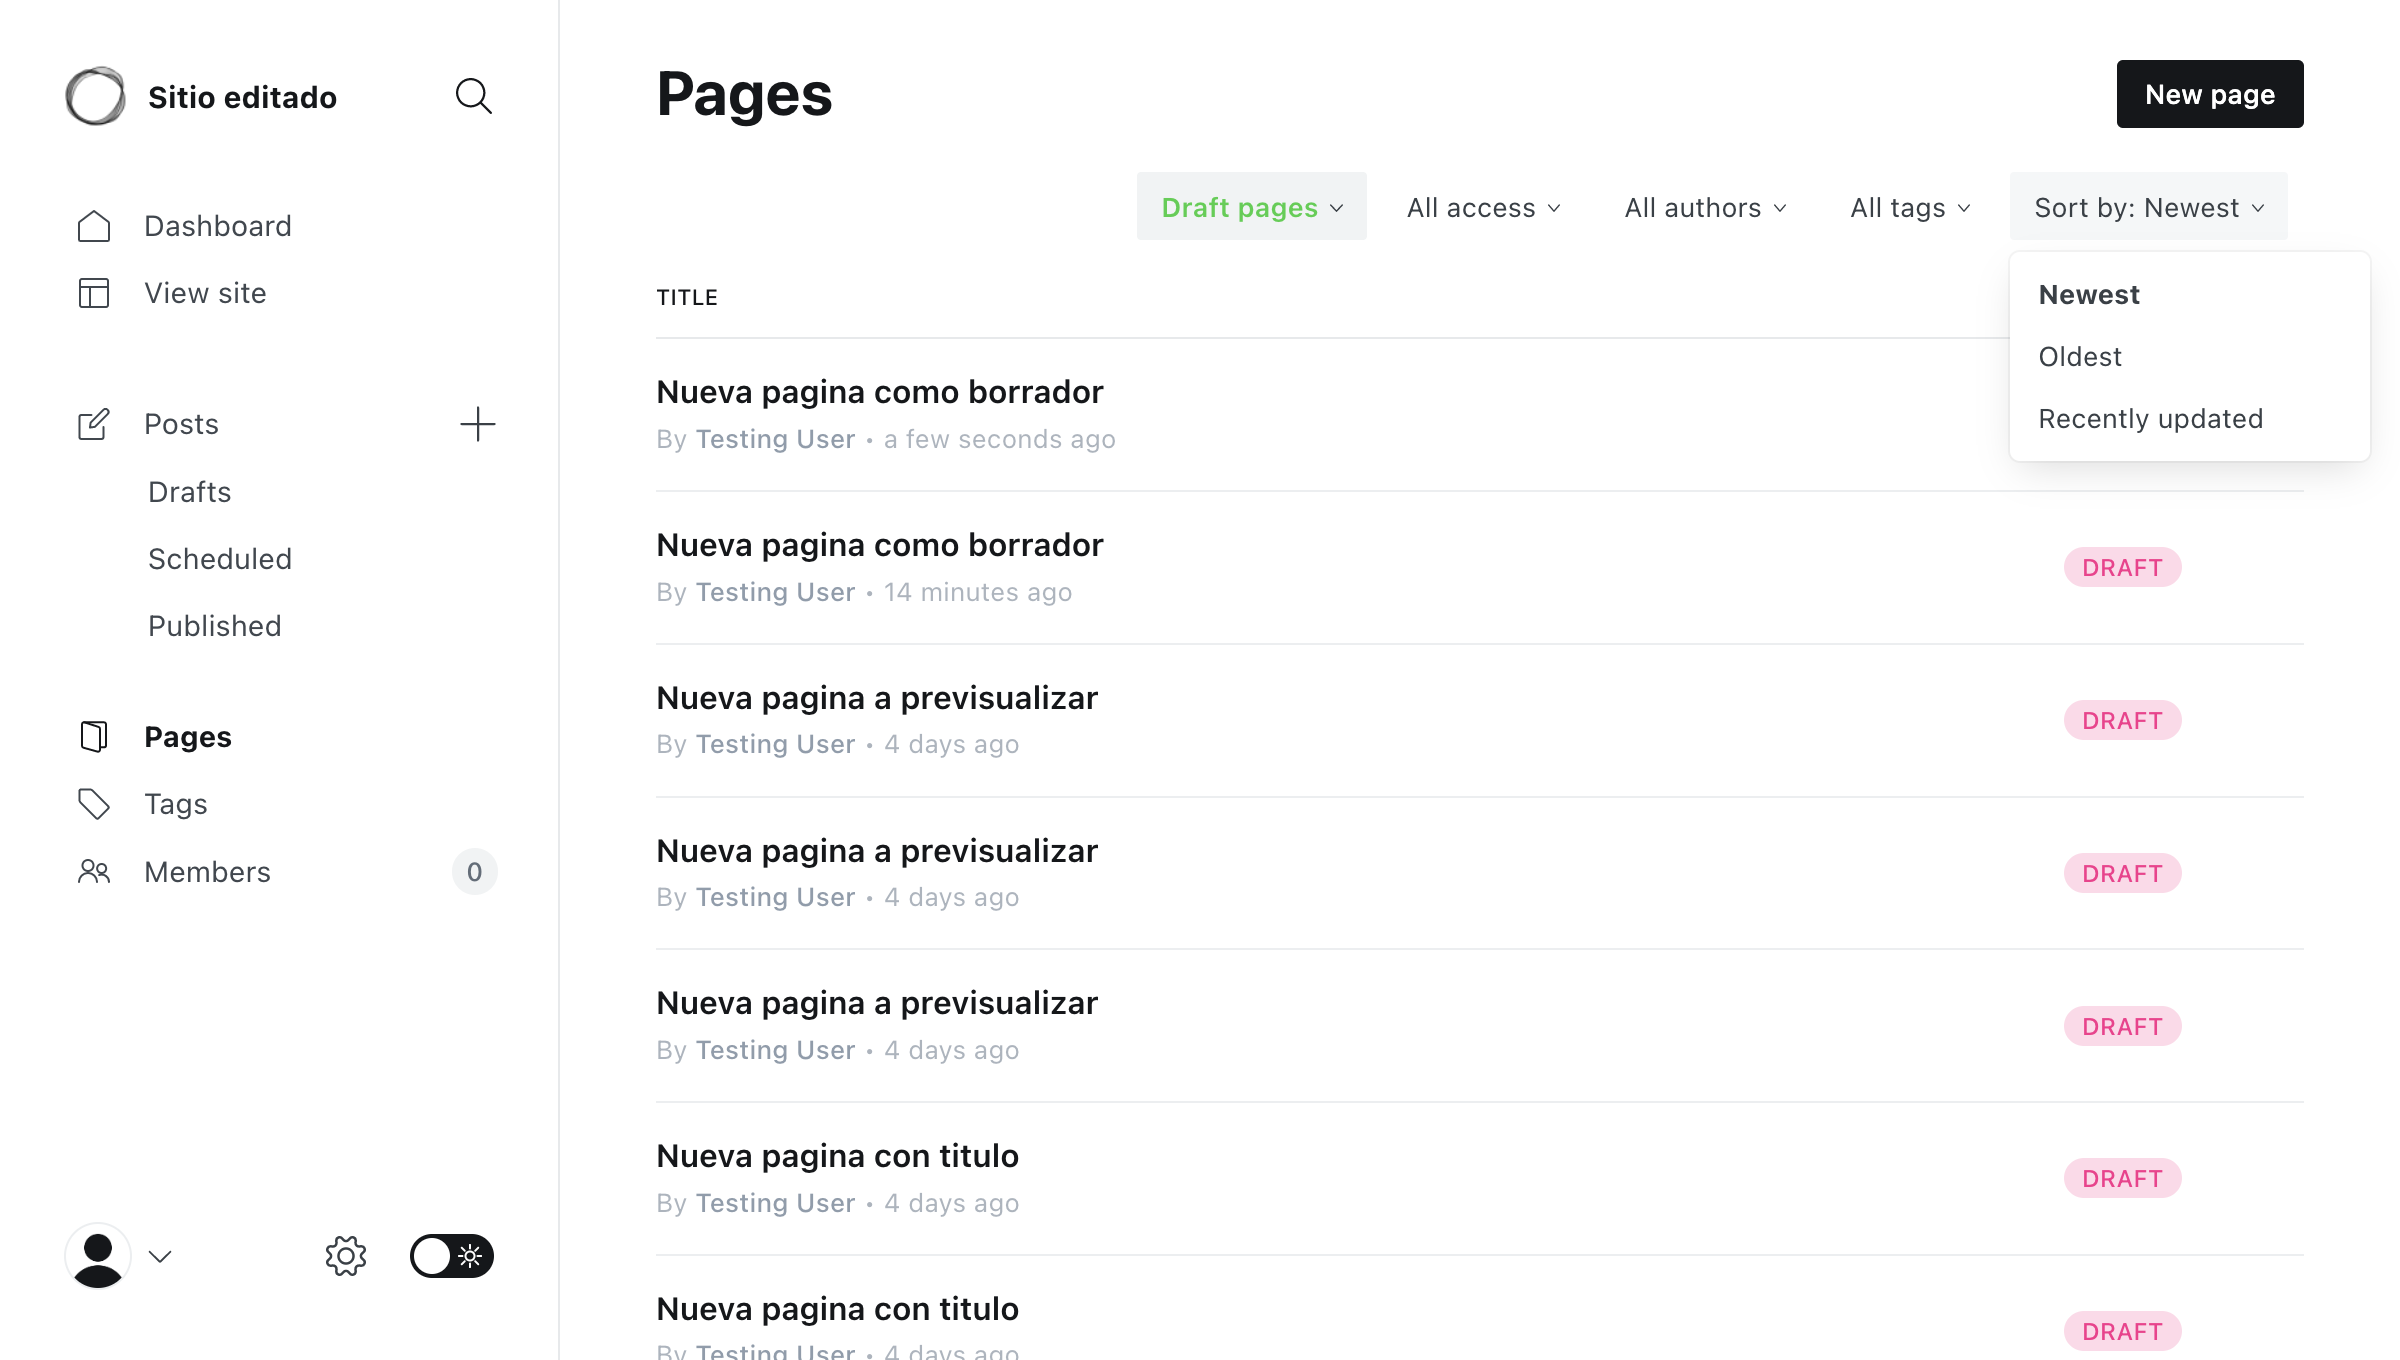 Sitio editado
Dashboard
View site
Posts
Drafts
Scheduled
Published
Pages
Tags
Members 0
Pages
New page
Draft pages All access All authors All tags Sort by: Newest
Newest
Oldest
Recently updated
TITLE
Nueva pagina como borrador
By Testing User • a few seconds ago
Nueva pagina como borrador
By Testing User • 14 minutes ago
DRAFT
Nueva pagina a previsualizar
By Testing User • 4 days ago
DRAFT
Nueva pagina a previsualizar
By Testing User • 4 days ago
DRAFT
Nueva pagina a previsualizar
By Testing User • 4 days ago
DRAFT
Nueva pagina con titulo
By Testing User • 4 days ago
DRAFT
Nueva pagina con titulo
By Testing User • 4 days ago
DRAFT